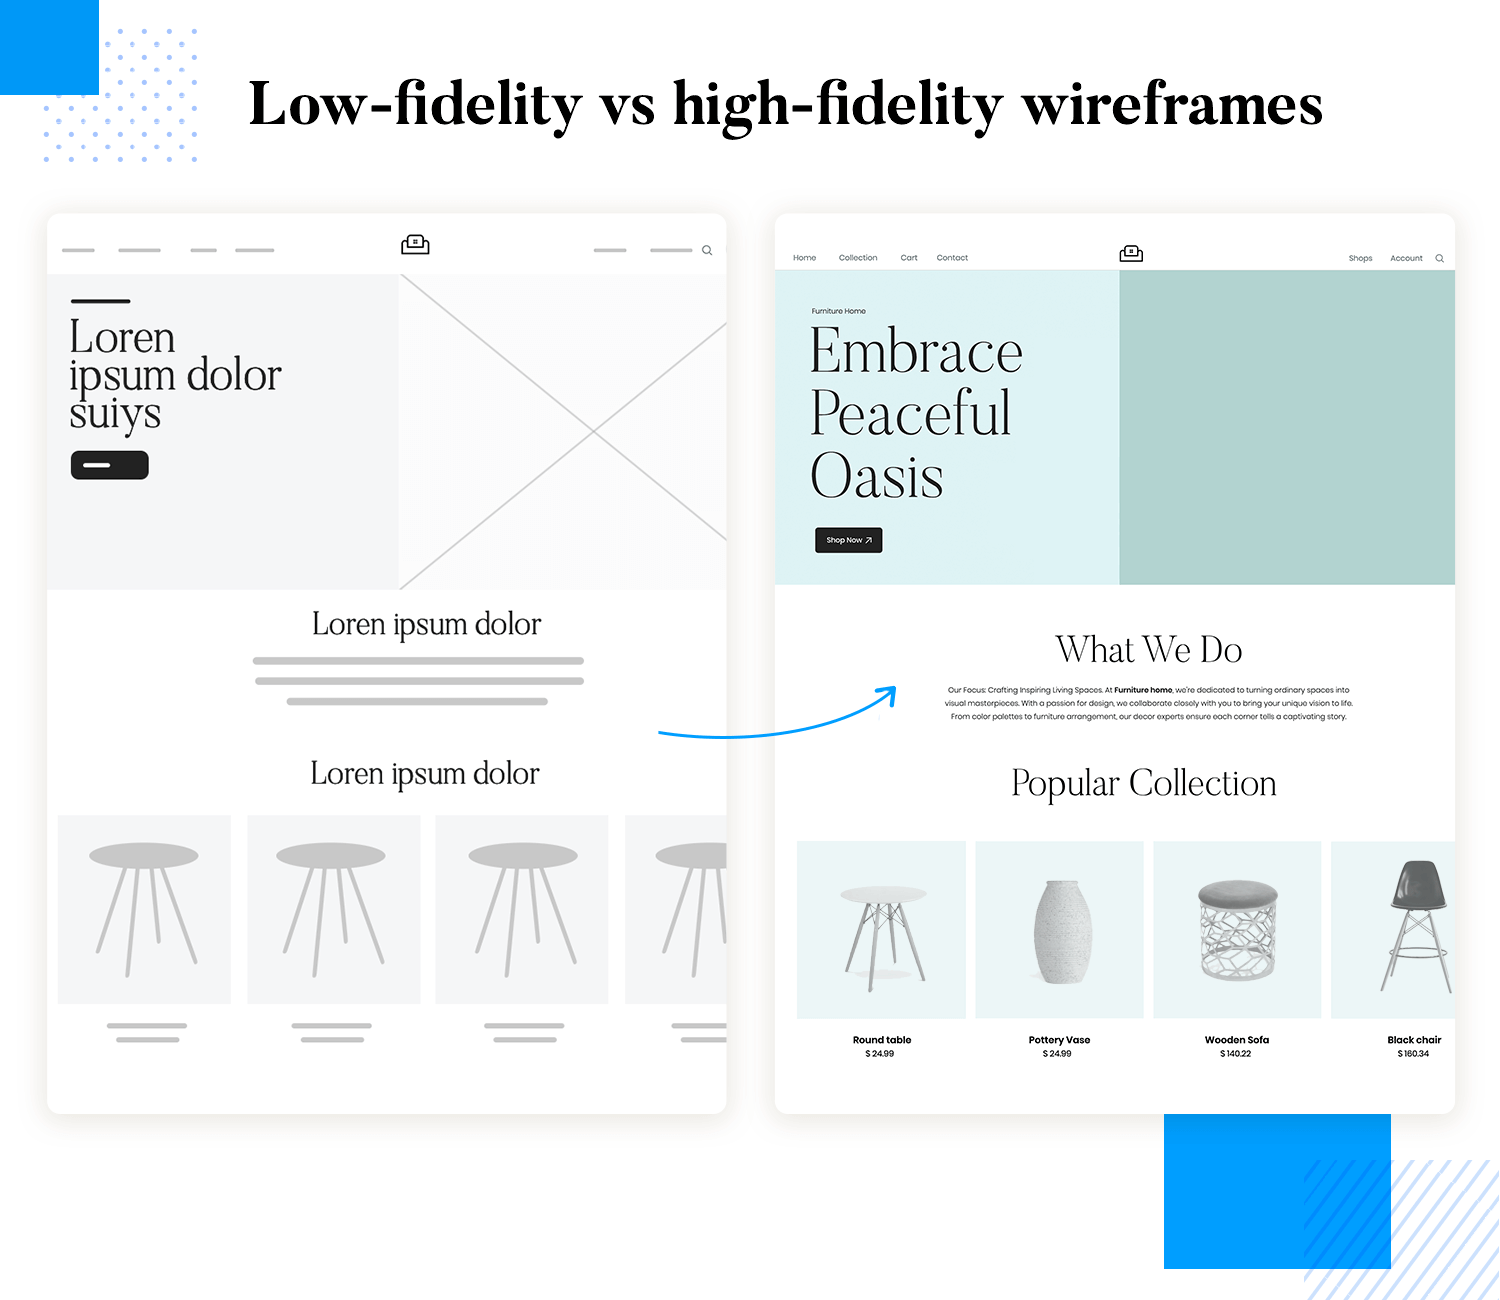 Low-fidelity vs high-fidelity wireframes
Loren
ipsum dolor
suiys
Loren ipsum dolor
Loren ipsum dolor
Home Collection Cart Contact Shops Account
Furniture Home
Embrace
Peaceful
Oasis
Shop Now
What We Do
Our Focus: Crafting Inspiring Living Spaces. At Furniture home, we're dedicated to turning ordinary spaces into
visual masterpieces. With a passion for design, we collaborate closely with you to bring your unique vision to life.
From color palettes to furniture arrangement, our decor experts ensure each corner tells a captivating story.
Popular Collection
Round table
$ 24.99
Pottery Vase
$ 24.99
Wooden Sofa
$ 140.22
Black chair
$ 160.34